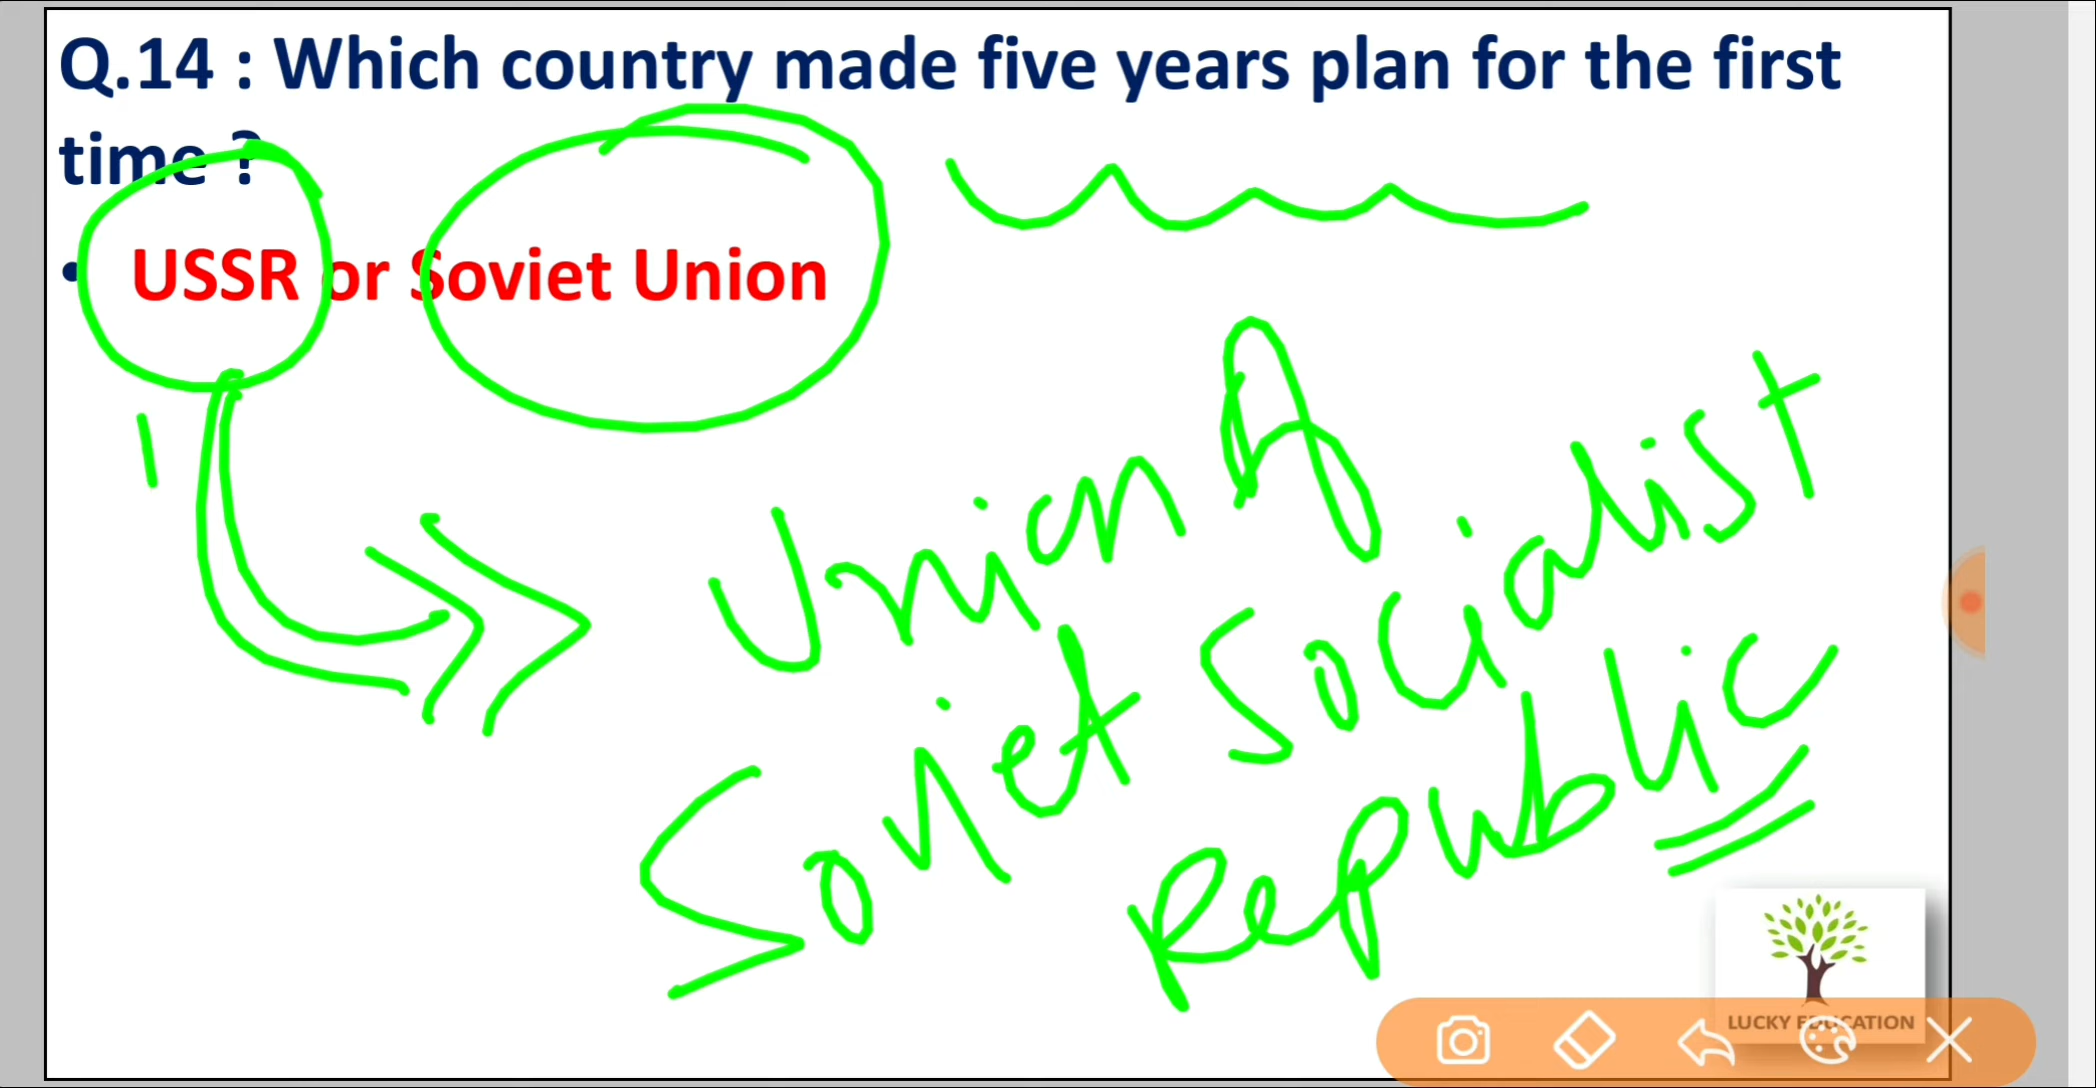 Q.14 : Which country made five years plan for the first
time ?
• USSR or Soviet Union
Union of
Soviet Socialist
Republic
LUCKY EDUCATION